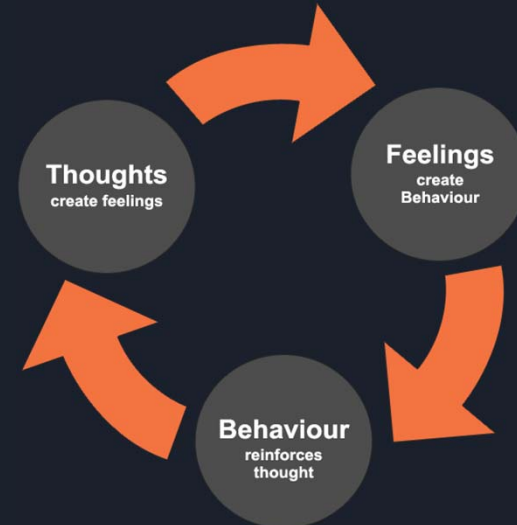 Thoughts
create feelings
Feelings
create
Behaviour
Behaviour
reinforces
thought